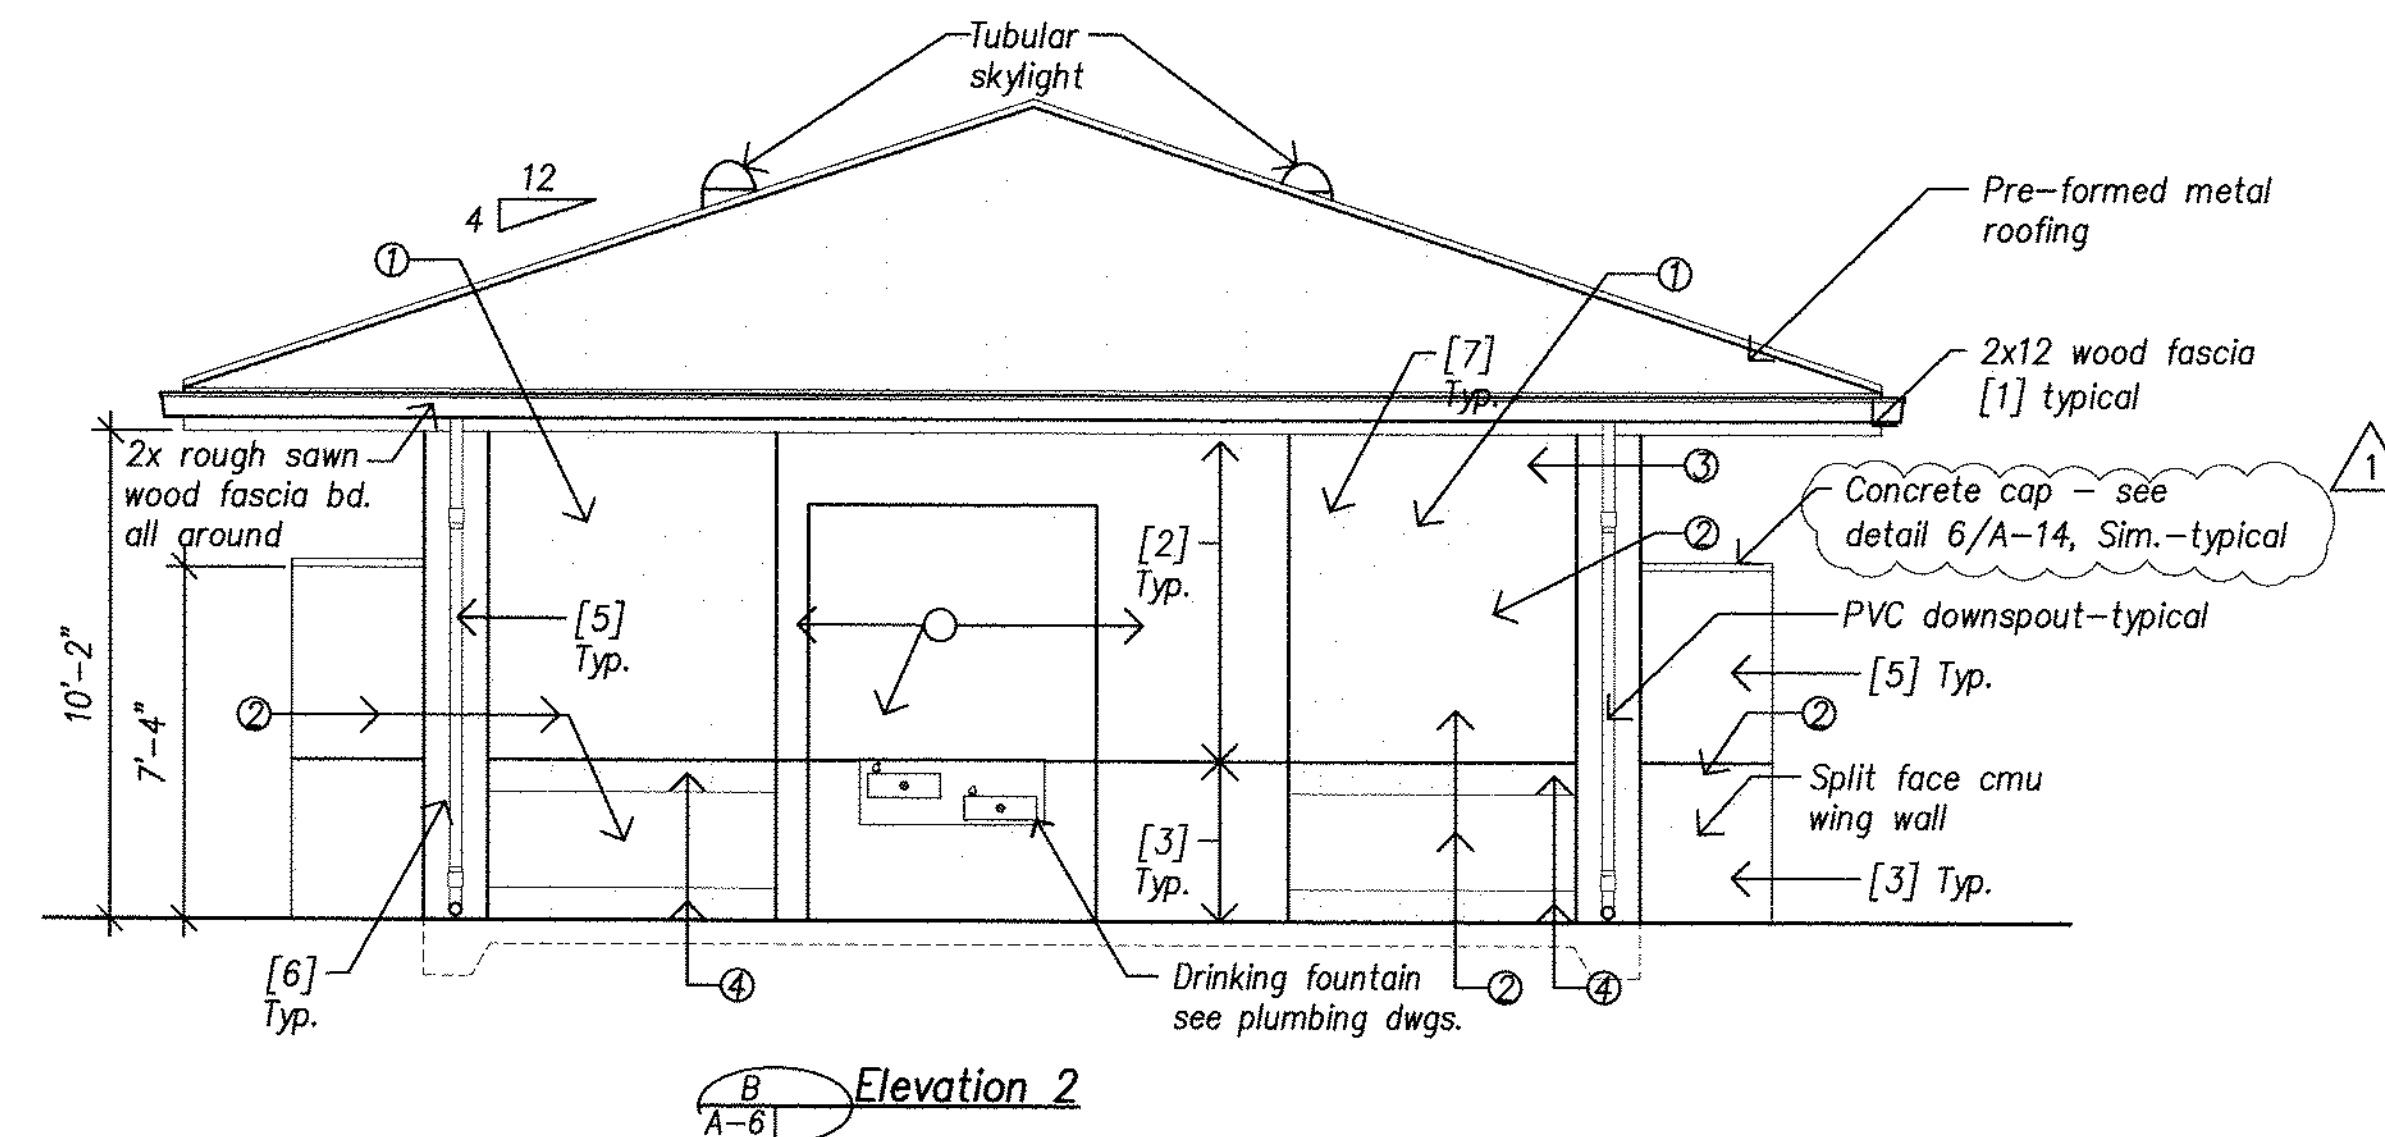 Tubular
skylight
12
4
1
1
Pre-formed metal
roofing
[7]
Typ.
2x12 wood fascia
[1] typical
2x rough sawn
wood fascia bd.
all around
3
1
Concrete cap - see
detail 6/A-14, Sim.-typical
2
[2]
Typ.
[5]
Typ.
PVC downspout-typical
10'-2"
7'-4"
[5] Typ.
2
2
Split face cmu
wing wall
[3]
Typ.
[3] Typ.
[6]
Typ.
4
Drinking fountain
see plumbing dwgs.
2
4
B
A-6
Elevation 2